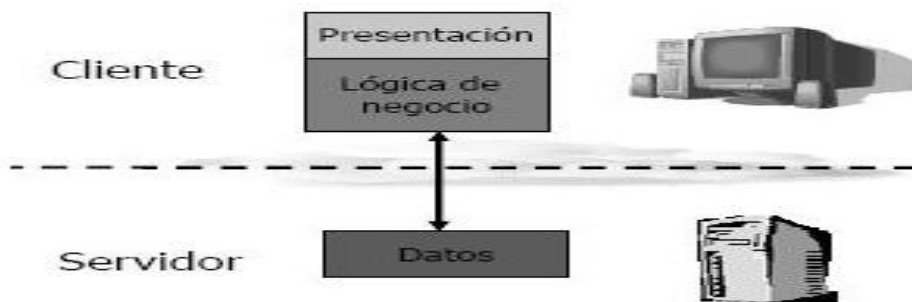 Presentación
Cliente
Lógica de
negocio
Servidor
Datos